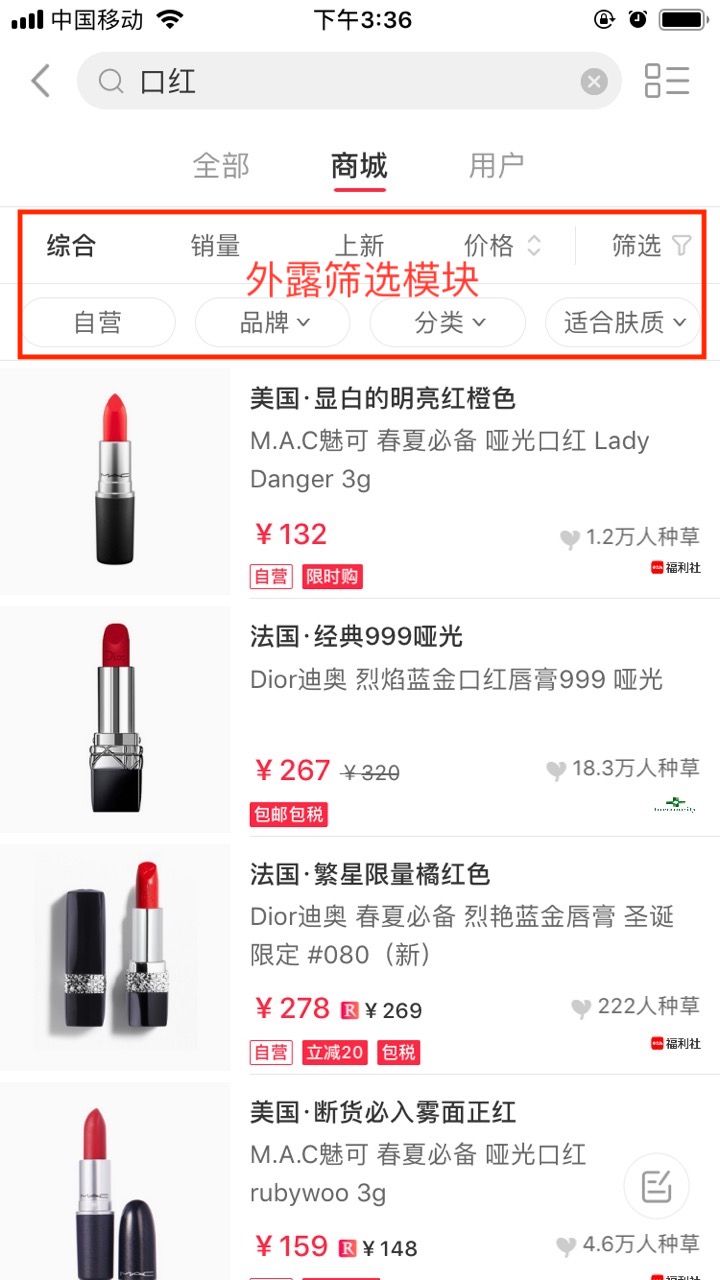 中国移动 下午3:36
口红
全部 商城 用户
综合 销量 上新 价格 筛选
外露筛选模块
自营 品牌 分类 适合肤质
美国·显白的明亮红橙色
M.A.C魅可 春夏必备 哑光口红 Lady
Danger 3g
¥132 1.2万人种草
自营 限时购 福利社
法国·经典999哑光
Dior迪奥 烈焰蓝金口红唇膏999 哑光
¥267 ¥320 18.3万人种草
包邮包税
法国·繁星限量橘红色
Dior迪奥 春夏必备 烈艳蓝金唇膏 圣诞
限定 #080（新）
¥278 R ¥269 222人种草
自营 立减20 包税 福利社
美国·断货必入雾面正红
M.A.C魅可 春夏必备 哑光口红
rubywoo 3g
¥159 R ¥148 4.6万人种草